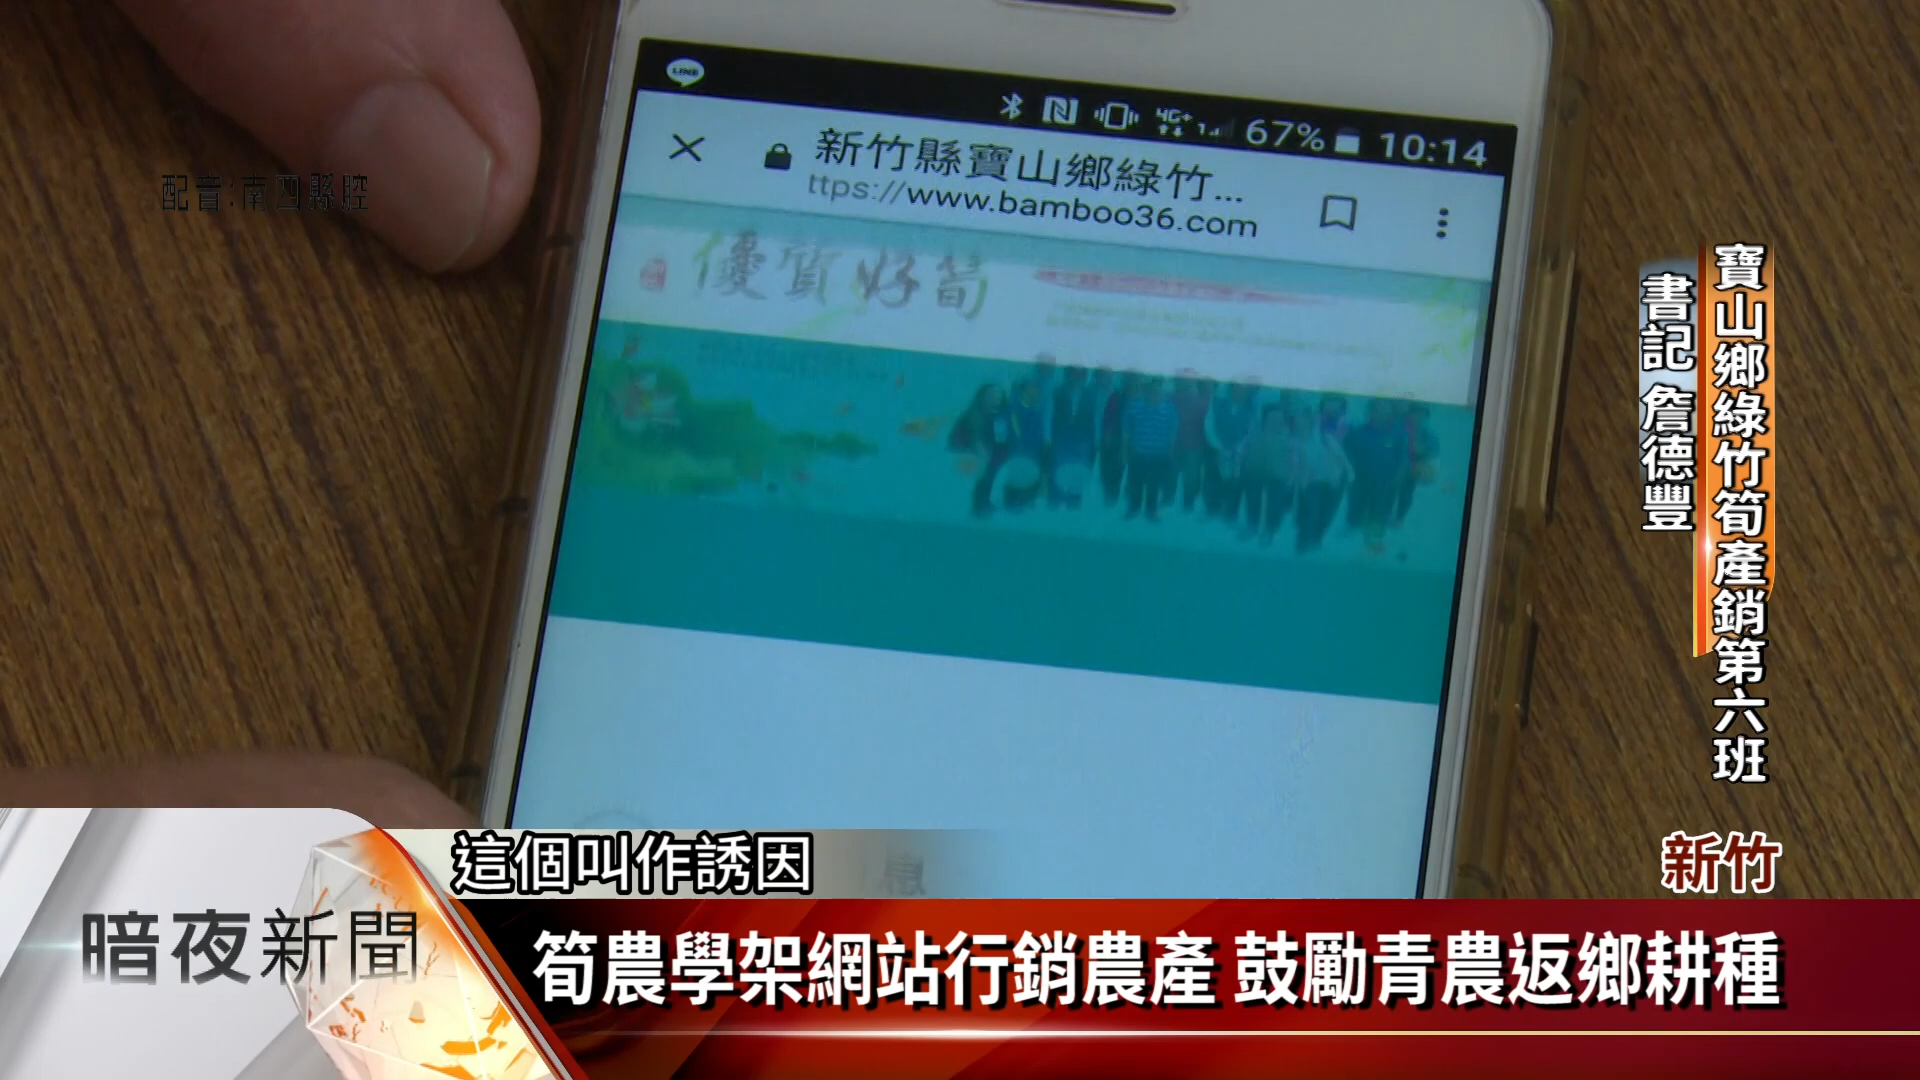 LINE
4G+
67%
10:14
新竹縣寶山鄉綠竹...
ttps://www.bamboo36.com
優質好筍
配音:南四縣腔
寶山鄉綠竹筍產銷第六班
書記 詹德豐
這個叫作誘因
息
新竹
暗夜新聞
筍農學架網站行銷農產 鼓勵青農返鄉耕種